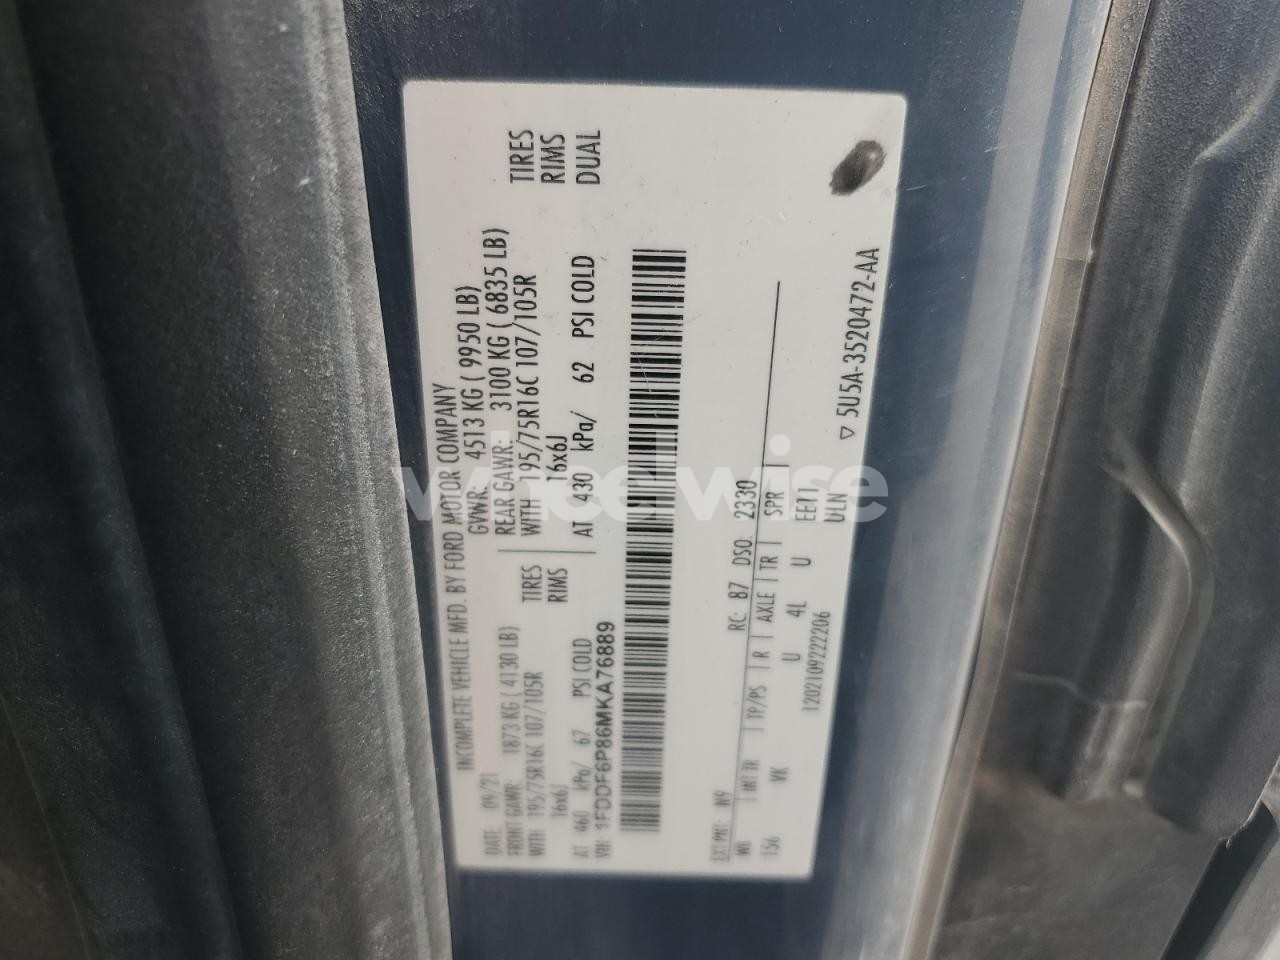 INCOMPLETE VEHICLE MFD. BY FORD MOTOR COMPANY
DATE: 09/21 GVWR: 4513 KG ( 9950 LB)
FRONT GAWR: 1873 KG ( 4130 LB) REAR GAWR: 3100 KG ( 6835 LB)
WITH 195/75R16C 107/105R TIRES WITH 195/75R16C 107/105R TIRES
16x6J RIMS 16x6J RIMS
AT 460 kPa/ 67 PSI COLD AT 430 kPa/ 62 PSI COLD DUAL
VIN: 1FDDF6P86MKA76889
EXT PNT: N9 RC: 87 DSO: 2330
WB INT TR TP/PS R AXLE TR SPR
156 VK U 4L U EE11
1202109222206 ULN
5U5A-3520472-AA
wheelwise